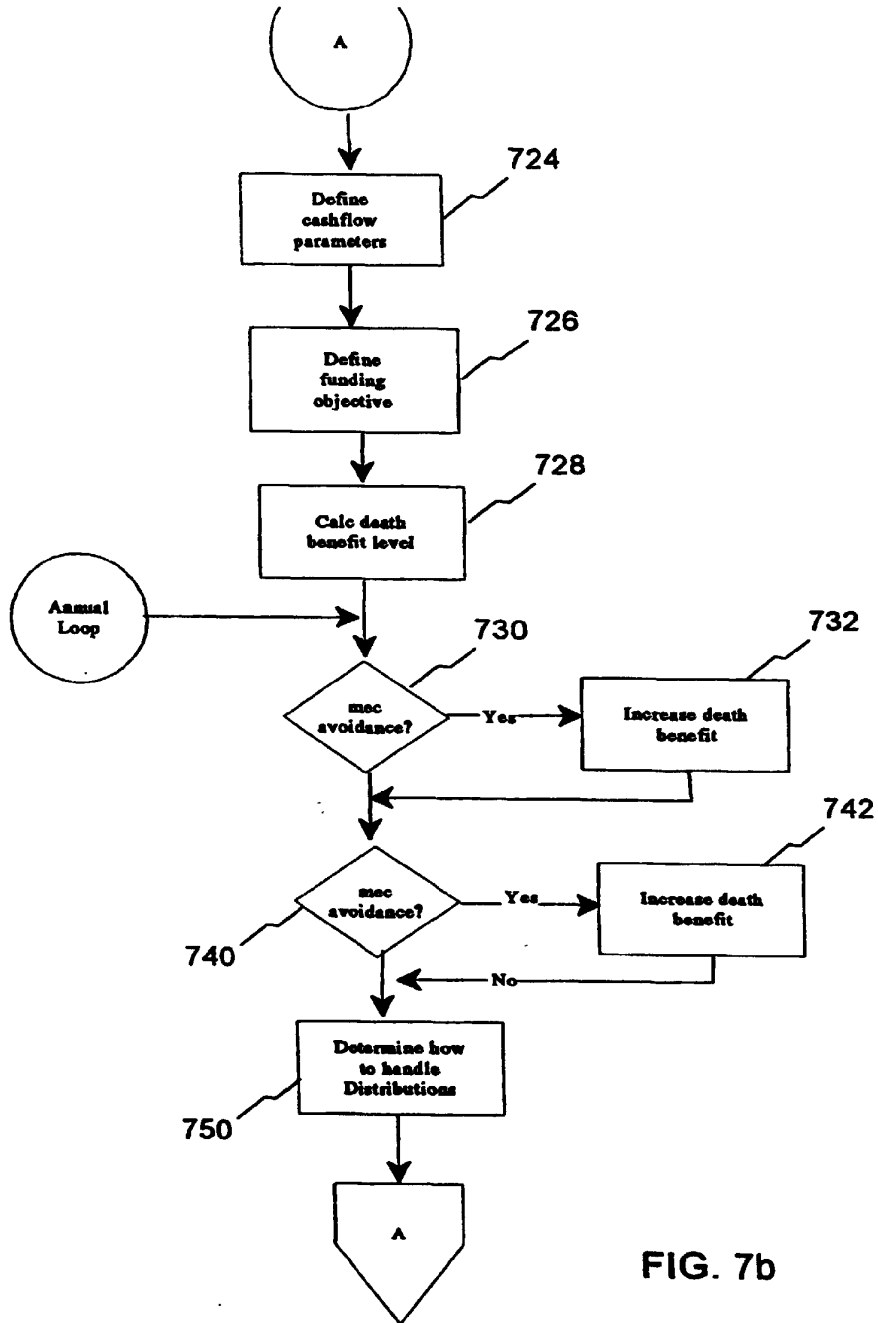 A
724
Define
cashflow
parameters
726
Define
funding
objective
728
Calc death
benefit level
Annual
Loop
730
mec
avoidance?
Yes
732
Increase death
benefit
740
mec
avoidance?
Yes
742
Increase death
benefit
No
Determine how
to handle
Distributions
750
A
FIG. 7b